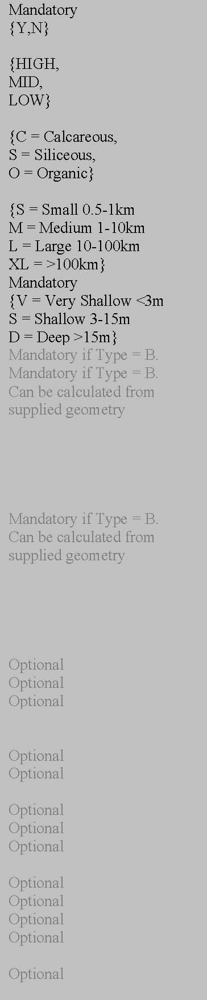 Mandatory
{Y,N}
{HIGH,
MID,
LOW}
{C = Calcareous,
S = Siliceous,
O = Organic}
{S = Small 0.5-1km
M = Medium 1-10km
L = Large 10-100km
XL = >100km}
Mandatory
{V = Very Shallow <3m
S = Shallow 3-15m
D = Deep >15m}
Mandatory if Type = B.
Mandatory if Type = B.
Can be calculated from
supplied geometry
Mandatory if Type = B.
Can be calculated from
supplied geometry
Optional
Optional
Optional
Optional
Optional
Optional
Optional
Optional
Optional
Optional
Optional
Optional
Optional